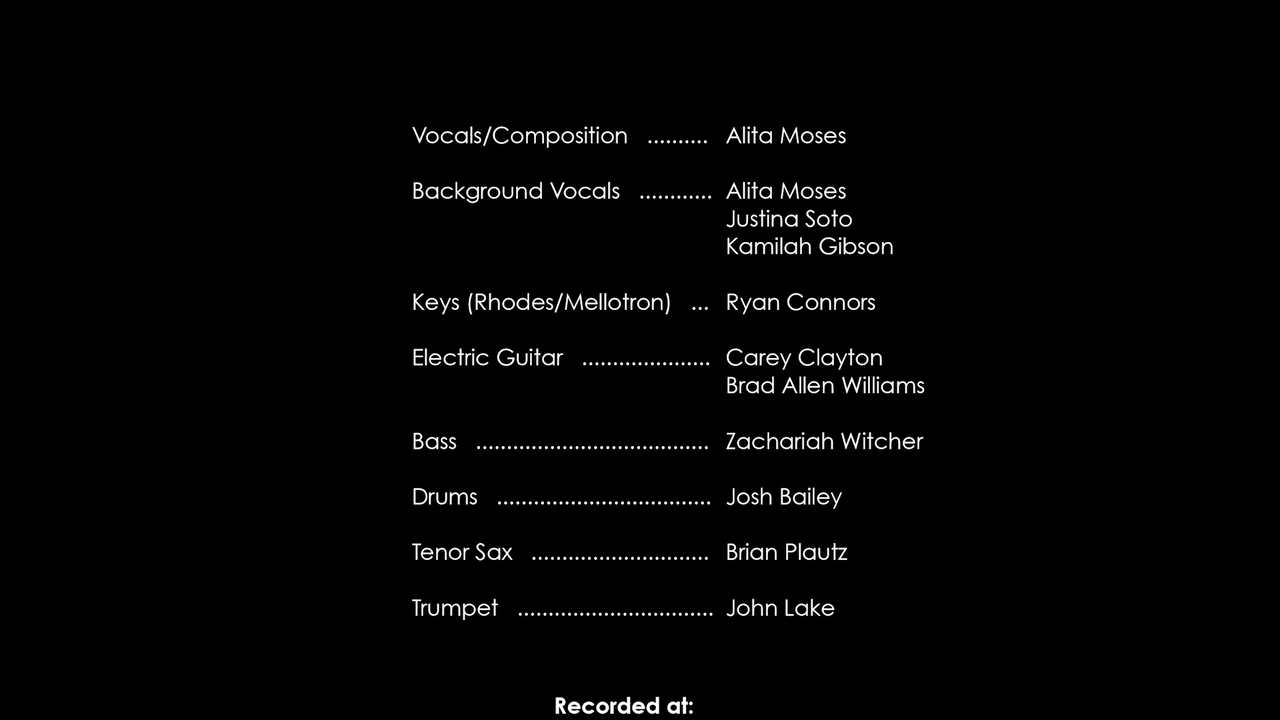 Vocals/Composition .......... Alita Moses
Background Vocals ............ Alita Moses
Justina Soto
Kamilah Gibson
Keys (Rhodes/Mellotron) ... Ryan Connors
Electric Guitar ..................... Carey Clayton
Brad Allen Williams
Bass ...................................... Zachariah Witcher
Drums ................................... Josh Bailey
Tenor Sax ............................. Brian Plautz
Trumpet ................................ John Lake
Recorded at: